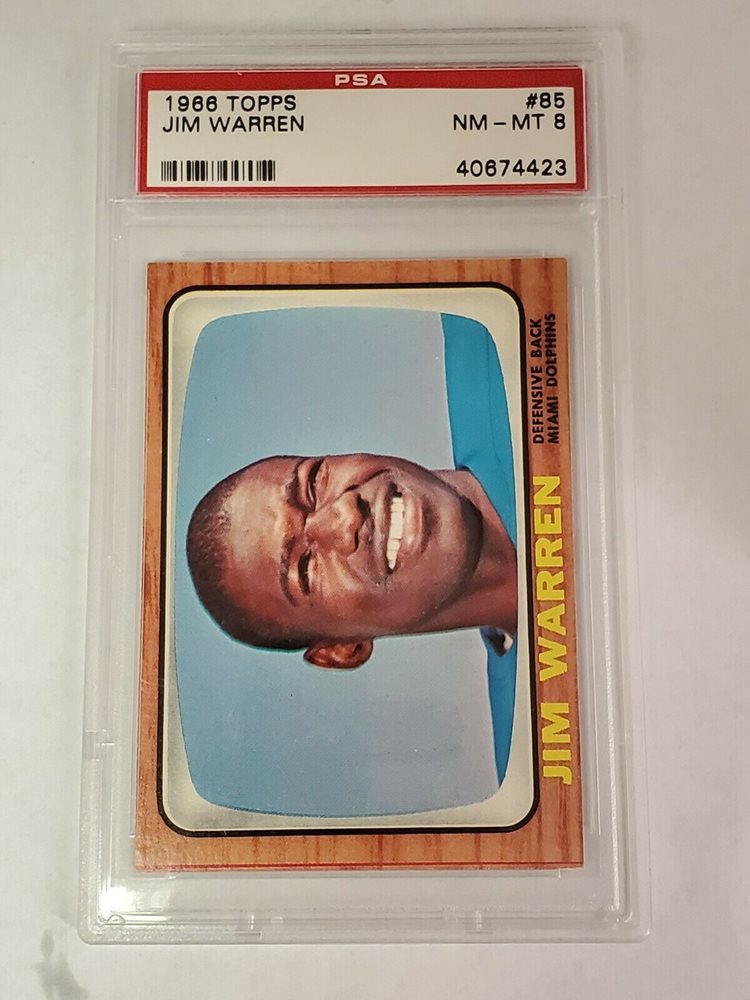 PSA
1966 TOPPS #85
JIM WARREN NM - MT 8
40674423
JIM WARREN
DEFENSIVE BACK
MIAMI DOLPHINS